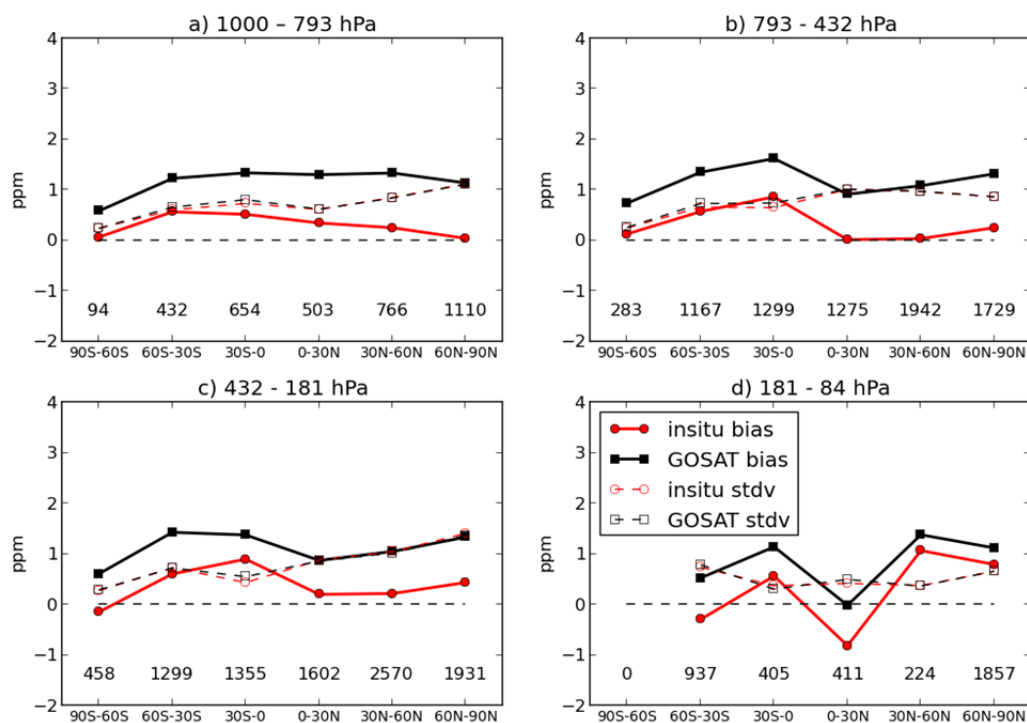 a) 1000 – 793 hPa
4
3
2
1
0
−1
−2
ppm
94 432 654 503 766 1110
90S-60S 60S-30S 30S-0 0-30N 30N-60N 60N-90N
b) 793 - 432 hPa
4
3
2
1
0
−1
−2
ppm
283 1167 1299 1275 1942 1729
90S-60S 60S-30S 30S-0 0-30N 30N-60N 60N-90N
c) 432 - 181 hPa
4
3
2
1
0
−1
−2
ppm
458 1299 1355 1602 2570 1931
90S-60S 60S-30S 30S-0 0-30N 30N-60N 60N-90N
d) 181 - 84 hPa
4
3
2
1
0
−1
−2
ppm
insitu bias
GOSAT bias
insitu stdv
GOSAT stdv
0 937 405 411 224 1857
90S-60S 60S-30S 30S-0 0-30N 30N-60N 60N-90N